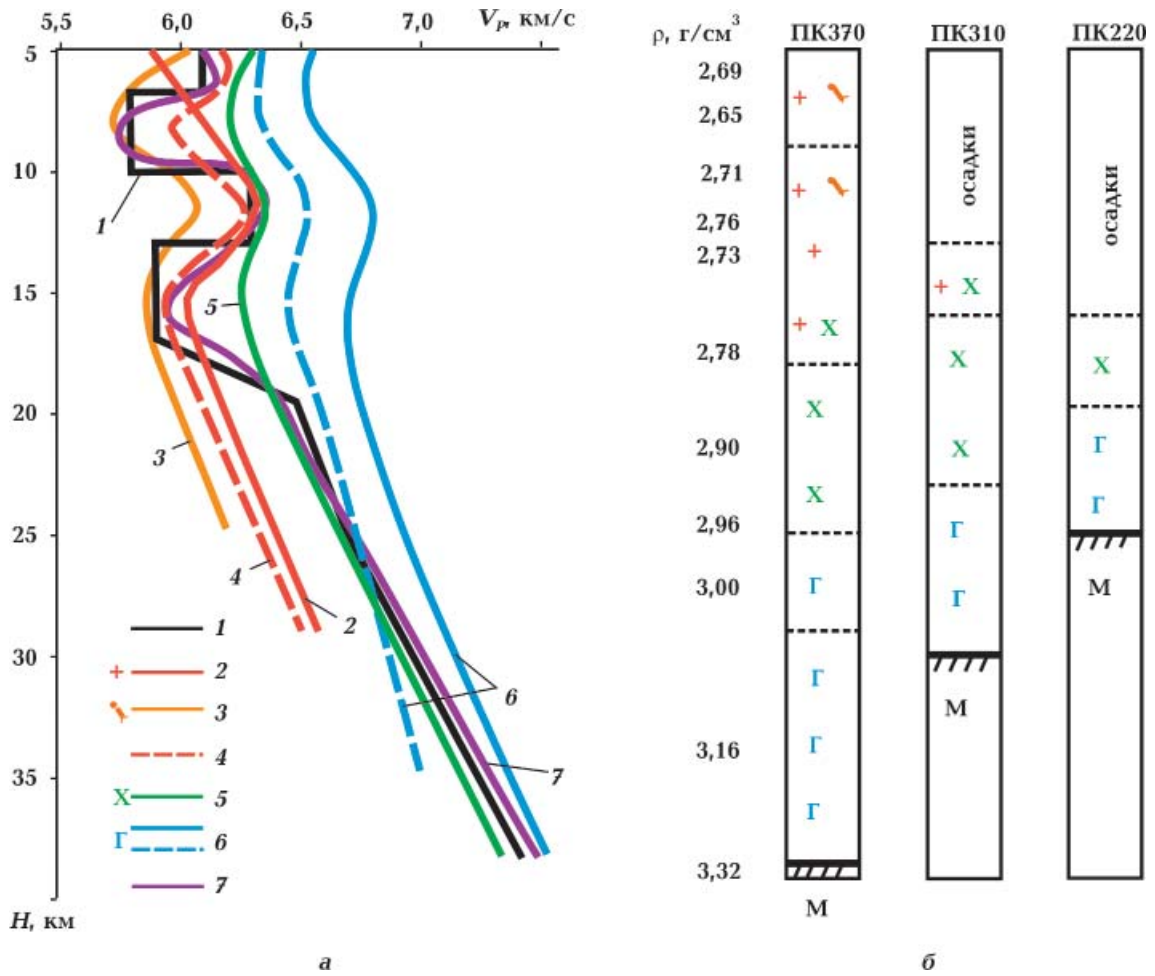 5,5 6,0 6,5 Vₚ, км/с 7,0
5
10
15
20
25
30
35
H, км
1
5
3
4
2
6
7
+ 1
2
3
4
X 5
Г 6
7
а
ρ, г/см³ ПК370 ПК310 ПК220
2,69
2,65
2,71
2,76
2,73
2,78
2,90
2,96
3,00
3,16
3,32
+
+
+
+ X
X
X
Г
Г
Г
Г
М
осадки
+ X
X
X
Г
Г
М
осадки
X
Г
Г
М
б